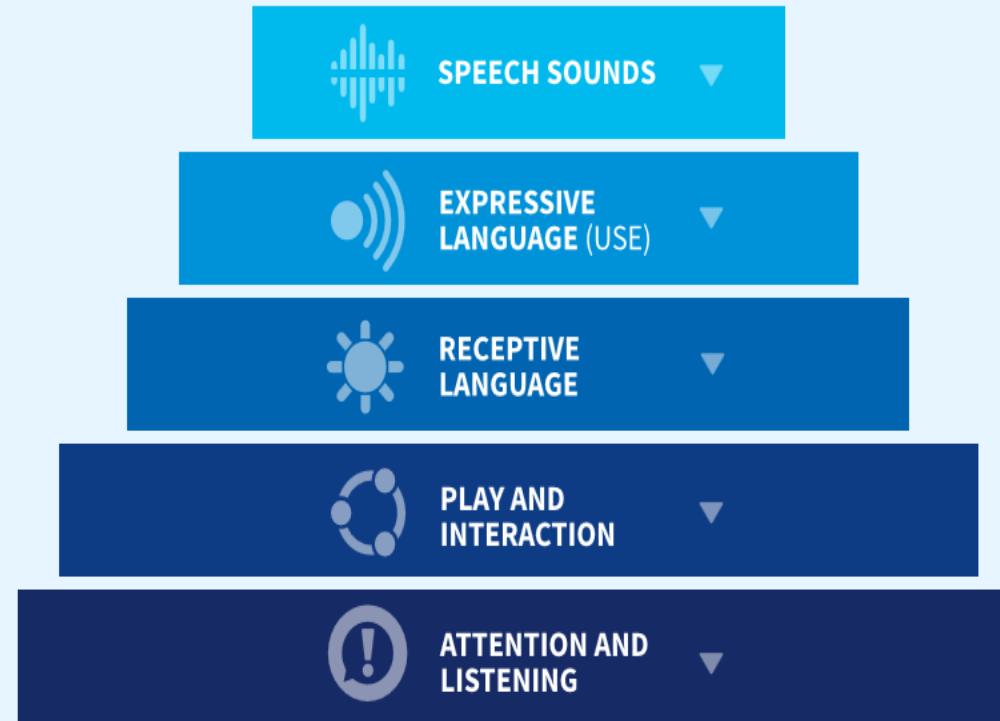 SPEECH SOUNDS
EXPRESSIVE
LANGUAGE (USE)
RECEPTIVE
LANGUAGE
PLAY AND
INTERACTION
ATTENTION AND
LISTENING